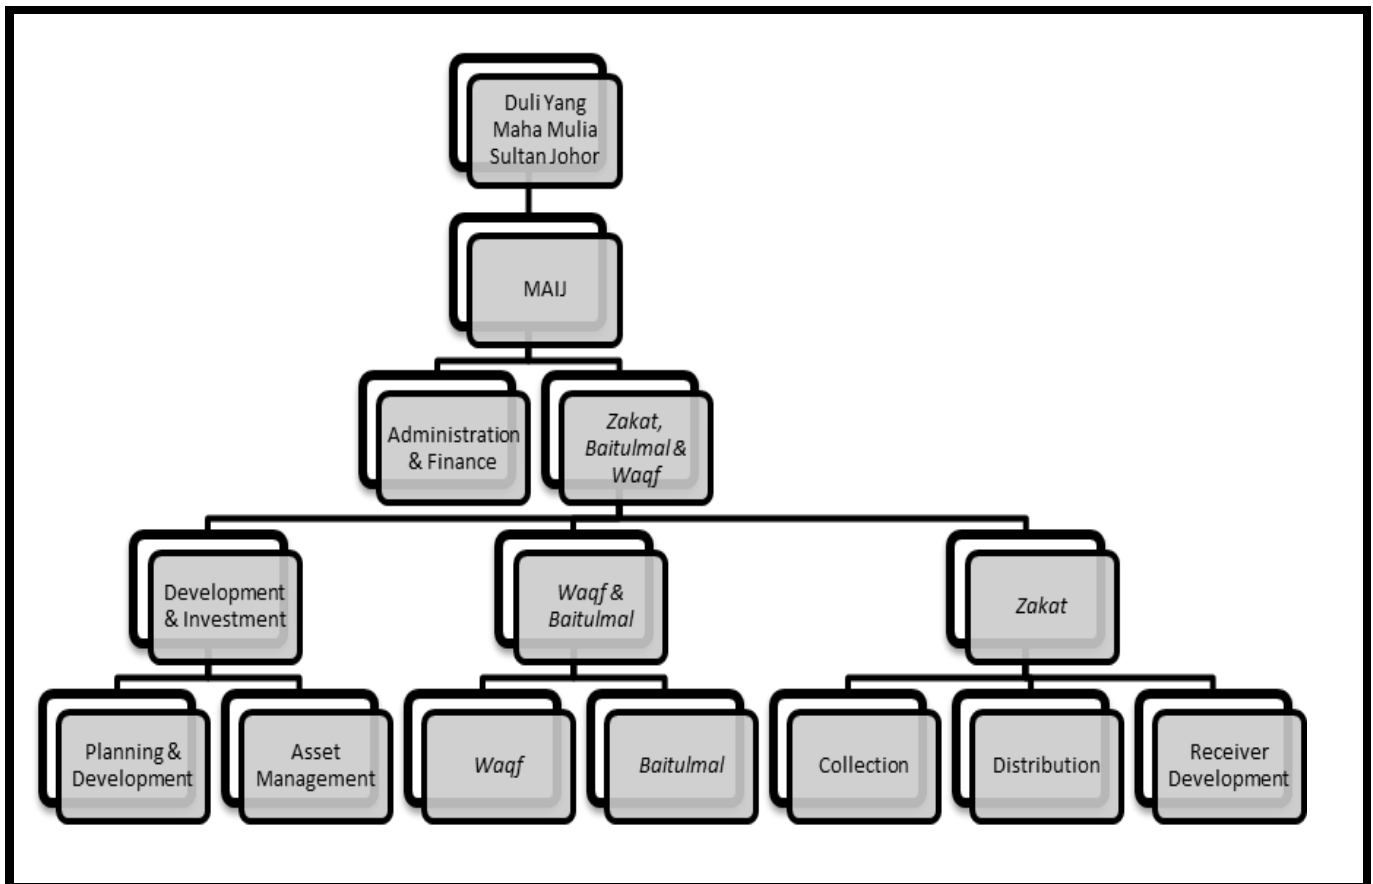 Duli Yang
Maha Mulia
Sultan Johor
MAIJ
Administration
& Finance
Zakat,
Baitulmal &
Waqf
Development
& Investment
Waqf &
Baitulmal
Zakat
Planning &
Development
Asset
Management
Waqf
Baitulmal
Collection
Distribution
Receiver
Development